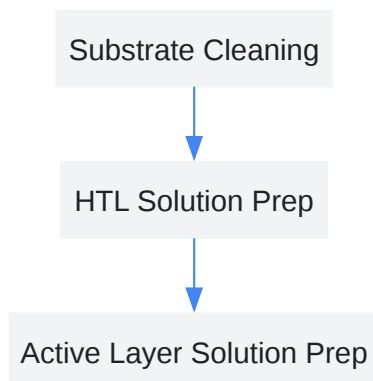 Substrate Cleaning
HTL Solution Prep
Active Layer Solution Prep